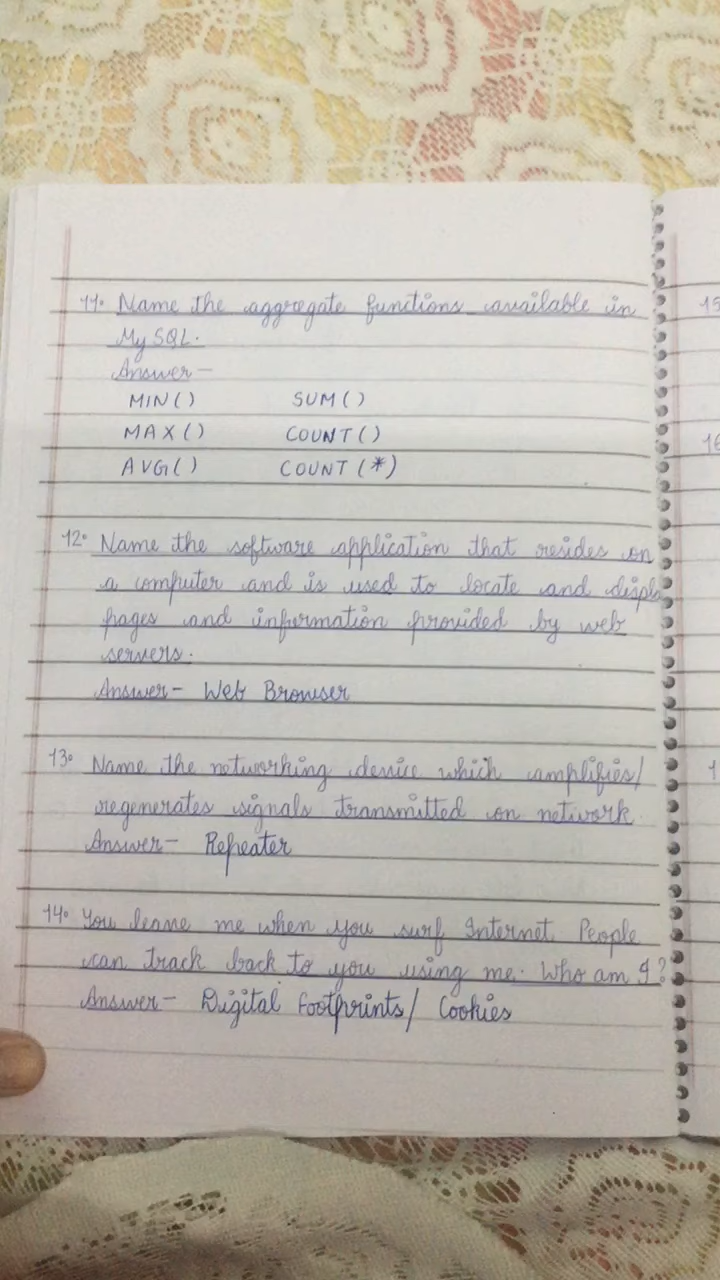 11. Name the aggregate functions available in
MySQL.
Answer -
MIN() SUM()
MAX() COUNT()
AVG() COUNT(*)
12. Name the software application that resides on
a computer and is used to locate and displa
pages and information provided by web
servers.
Answer - Web Browser
13. Name the networking device which amplifies/
regenerates signals transmitted on network
Answer - Repeater
14. You leave me when you surf Internet. People
can track back to you using me. Who am I?
Answer - Digital Footprints/ Cookies
15
16
1